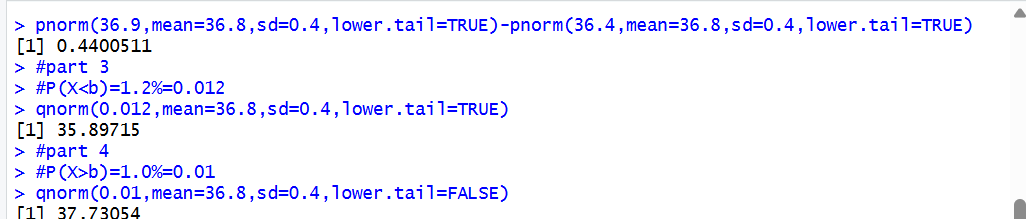 > pnorm(36.9,mean=36.8,sd=0.4,lower.tail=TRUE)-pnorm(36.4,mean=36.8,sd=0.4,lower.tail=TRUE)
[1] 0.4400511
> #part 3
> #P(X<b)=1.2%=0.012
> qnorm(0.012,mean=36.8,sd=0.4,lower.tail=TRUE)
[1] 35.89715
> #part 4
> #P(X>b)=1.0%=0.01
> qnorm(0.01,mean=36.8,sd=0.4,lower.tail=FALSE)
[1] 37.73054